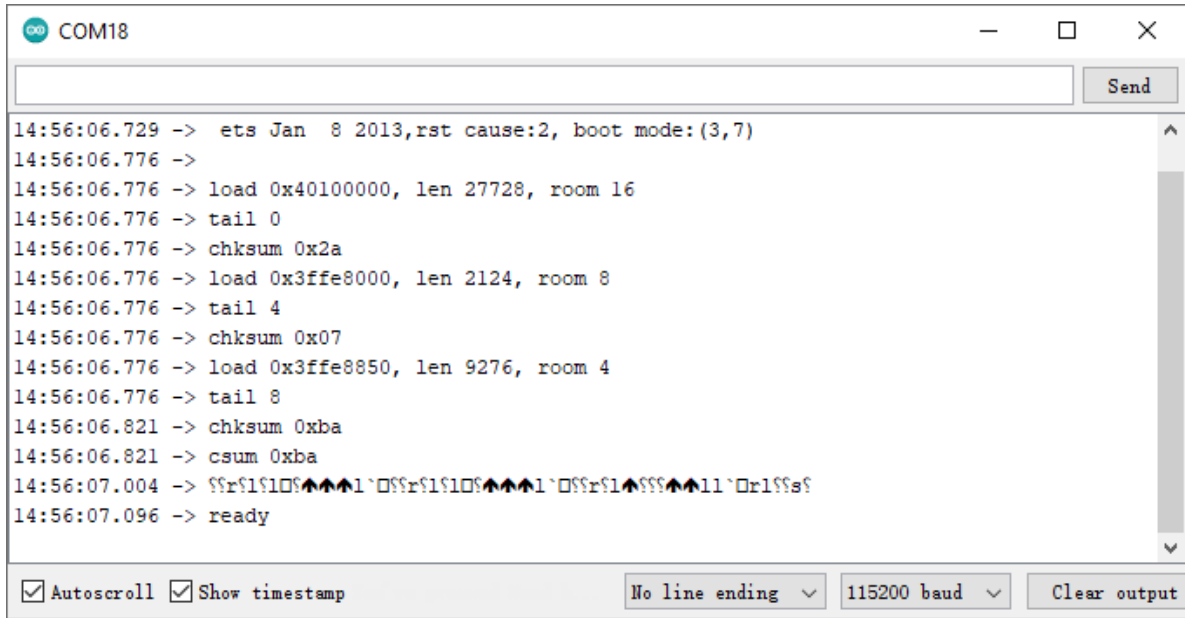 COM18
Send
14:56:06.729 ->  ets Jan  8 2013,rst cause:2, boot mode:(3,7)
14:56:06.776 ->
14:56:06.776 -> load 0x40100000, len 27728, room 16
14:56:06.776 -> tail 0
14:56:06.776 -> chksum 0x2a
14:56:06.776 -> load 0x3ffe8000, len 2124, room 8
14:56:06.776 -> tail 4
14:56:06.776 -> chksum 0x07
14:56:06.776 -> load 0x3ffe8850, len 9276, room 4
14:56:06.776 -> tail 8
14:56:06.821 -> chksum 0xba
14:56:06.821 -> csum 0xba
14:56:07.004 ->
14:56:07.096 -> ready
Autoscroll Show timestamp No line ending 115200 baud Clear output